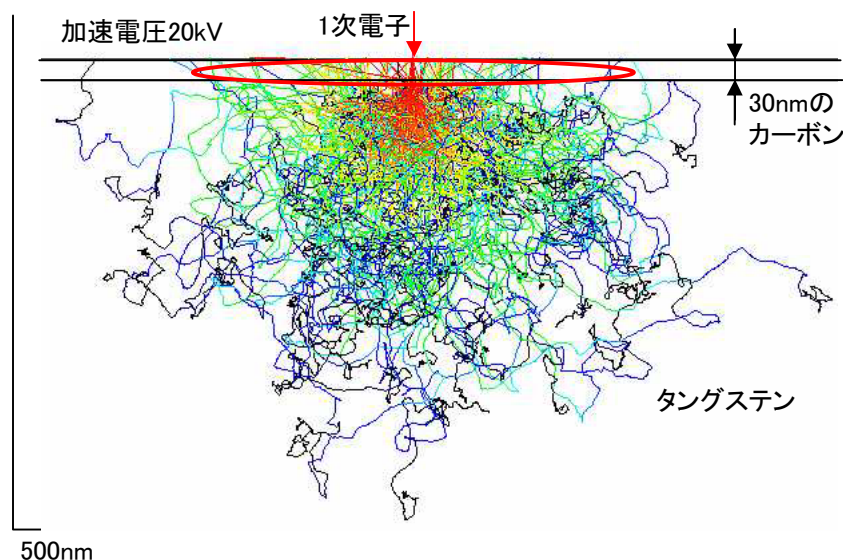 加速電圧20kV
1次電子
30nmの
カーボン
タングステン
500nm